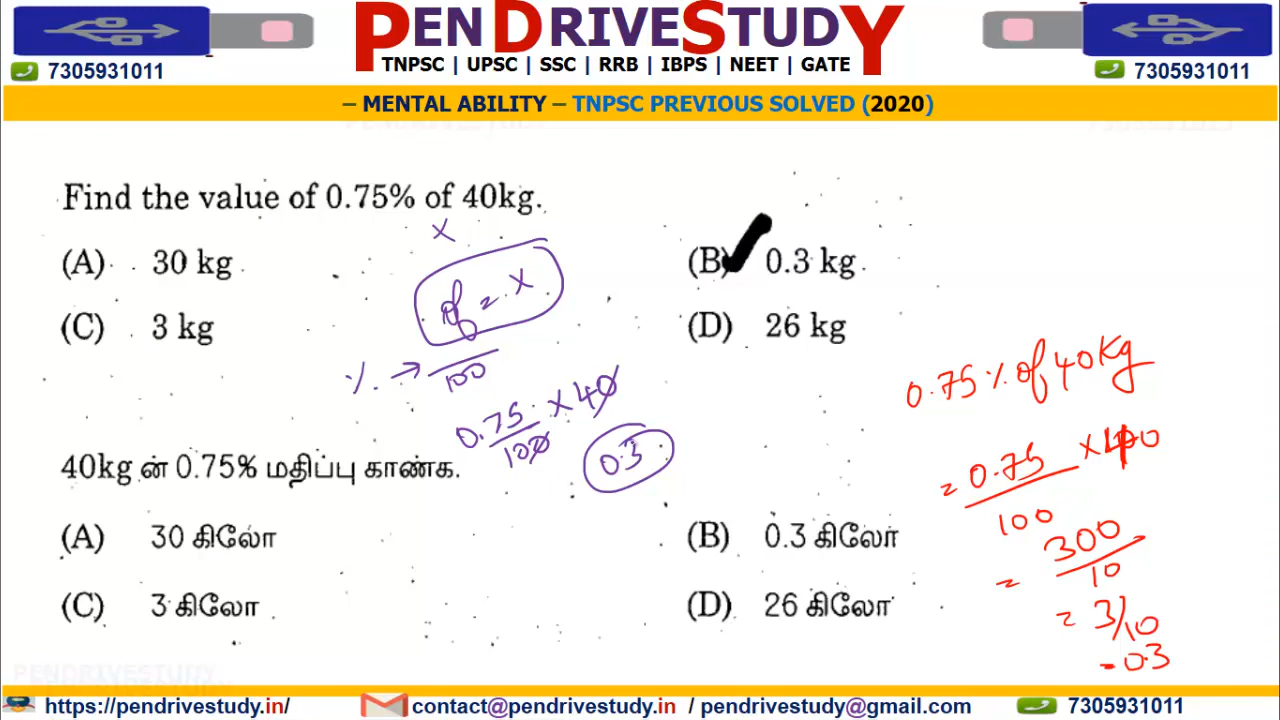 PENDRIVESTUDY
TNPSC | UPSC | SSC | RRB | IBPS | NEET | GATE
7305931011
7305931011
– MENTAL ABILITY – TNPSC PREVIOUS SOLVED (2020)
Find the value of 0.75% of 40kg.
(A) 30 kg
(B) 0.3 kg
(C) 3 kg
(D) 26 kg
x
of = x
% → /100
0.75/100 x 40
0.3
0.75% of 40Kg
= 0.75 x 40
100
= 300/10
= 3/10
= 0.3
40kg ன் 0.75% மதிப்பு காண்க.
(A) 30 கிலோ
(B) 0.3 கிலோ
(C) 3 கிலோ
(D) 26 கிலோ
PENDRIVESTUDY
https://pendrivestudy.in/ contact@pendrivestudy.in / pendrivestudy@gmail.com 7305931011